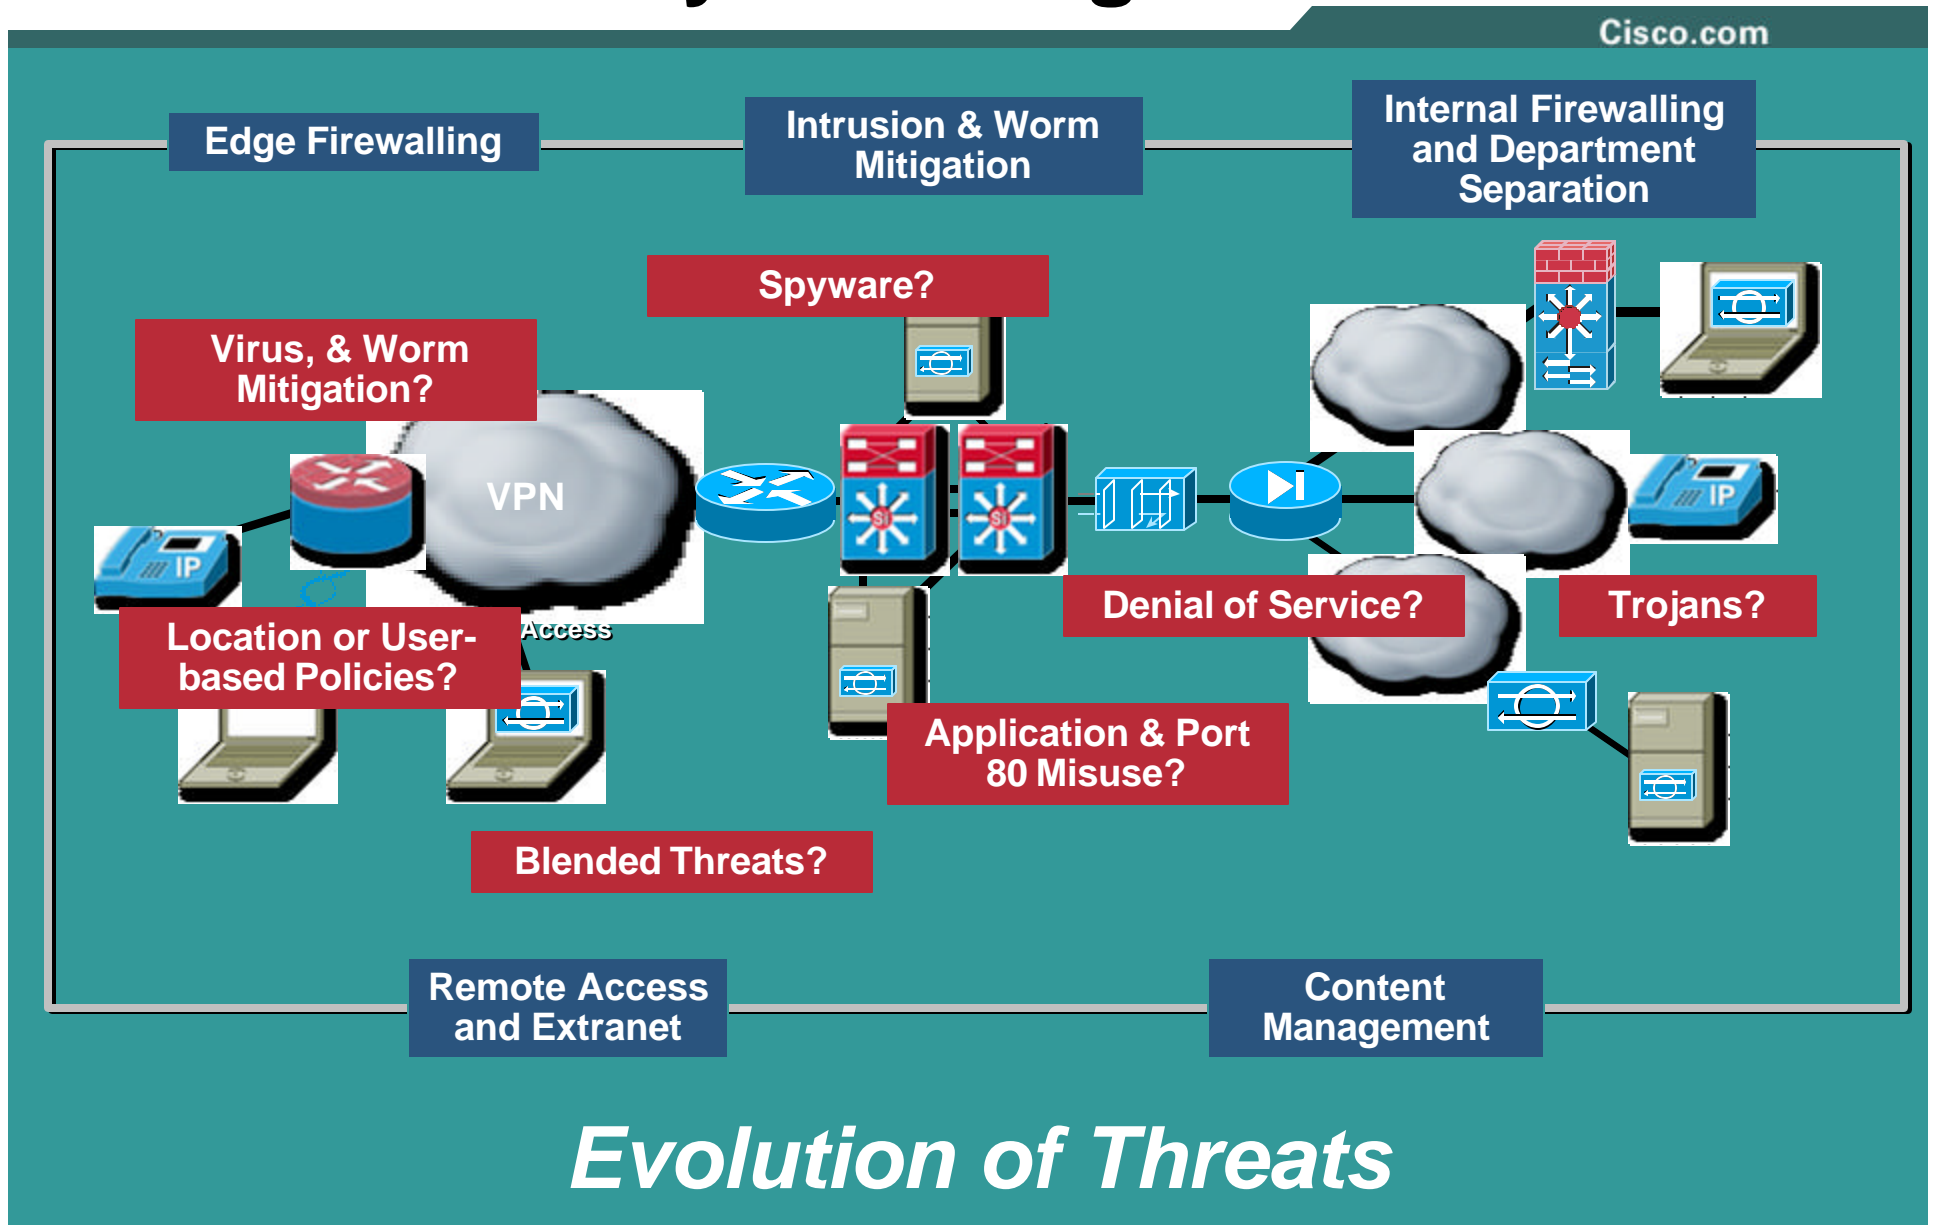 Cisco.com
Edge Firewalling
Intrusion & Worm
Mitigation
Internal Firewalling
and Department
Separation
Spyware?
Virus, & Worm
Mitigation?
VPN
IP
IP
Si
Si
Denial of Service?
Trojans?
Location or User-
based Policies?
Access
Application & Port
80 Misuse?
Blended Threats?
Remote Access
and Extranet
Content
Management
Evolution of Threats